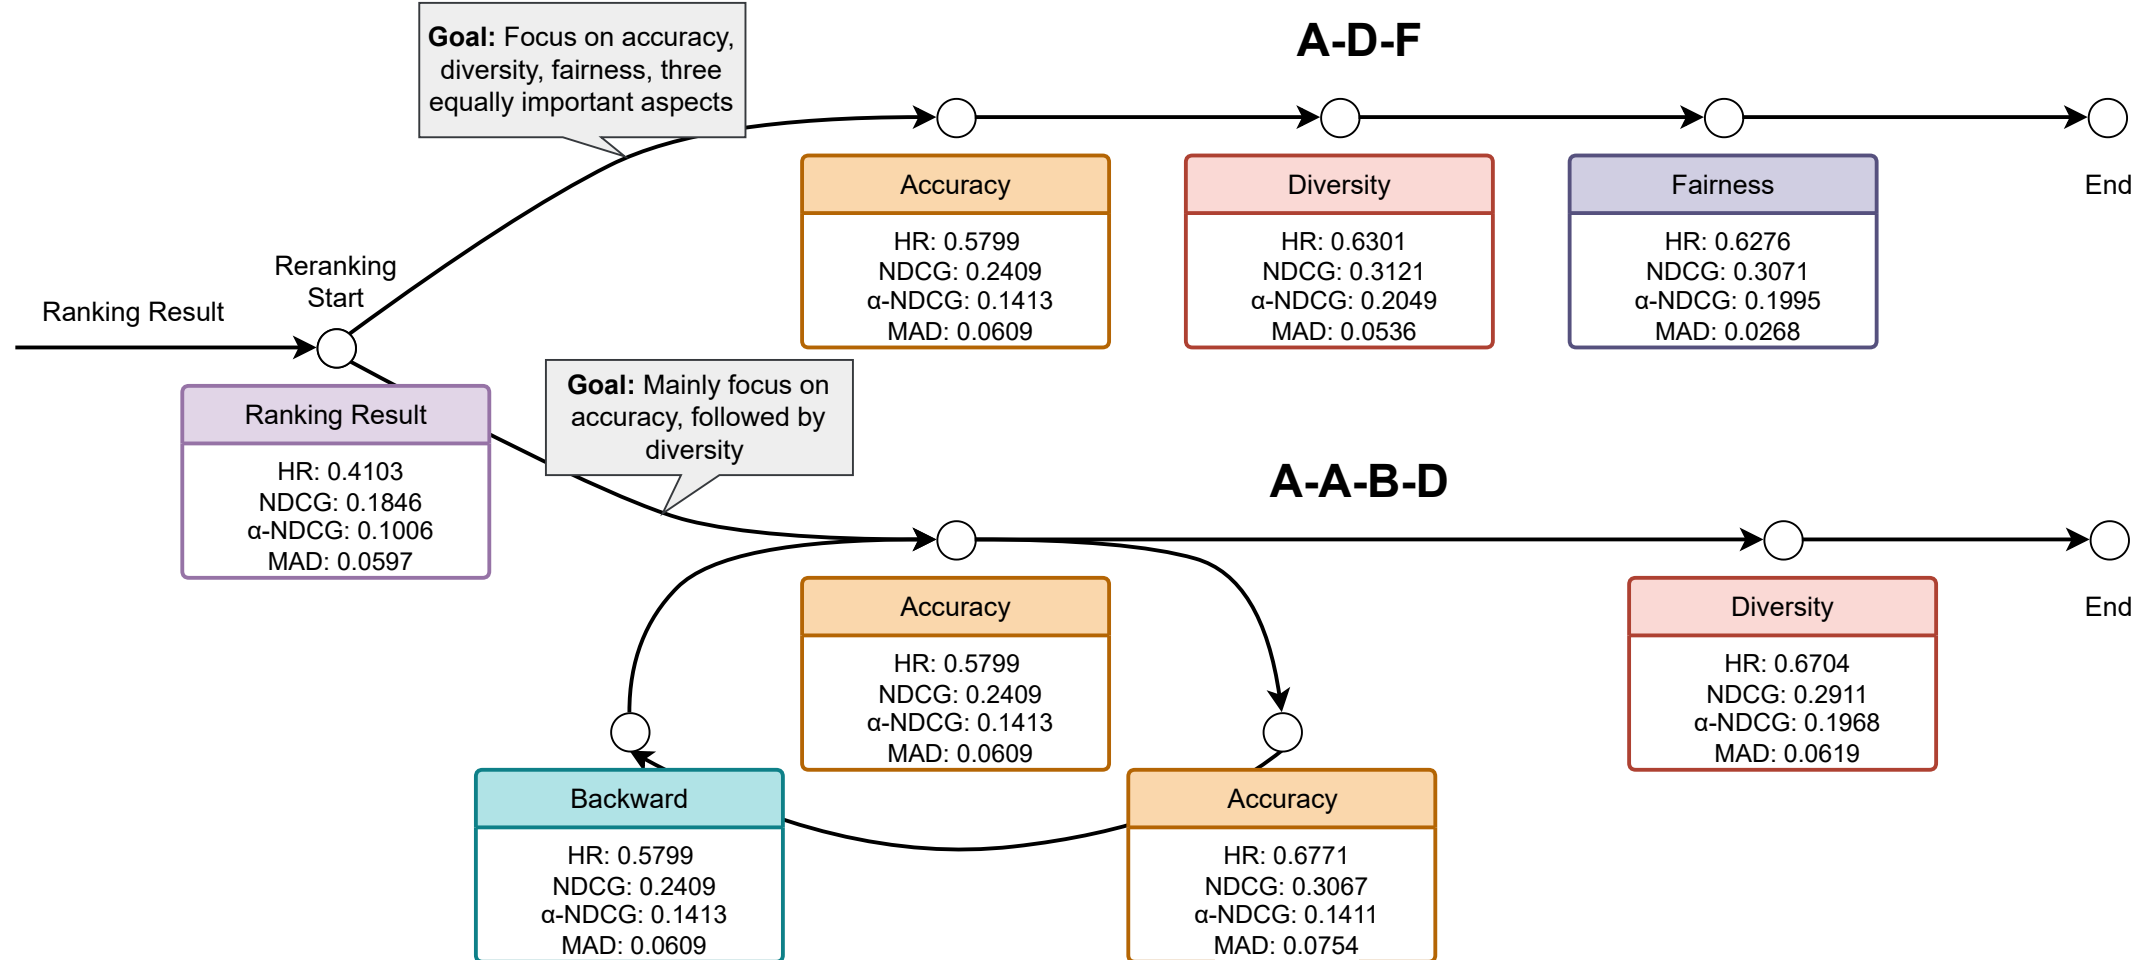 Goal: Focus on accuracy,
diversity, fairness, three
equally important aspects
A-D-F
Accuracy
HR: 0.5799
NDCG: 0.2409
α-NDCG: 0.1413
MAD: 0.0609
Diversity
HR: 0.6301
NDCG: 0.3121
α-NDCG: 0.2049
MAD: 0.0536
Fairness
HR: 0.6276
NDCG: 0.3071
α-NDCG: 0.1995
MAD: 0.0268
End
Ranking Result
Reranking
Start
Ranking Result
HR: 0.4103
NDCG: 0.1846
α-NDCG: 0.1006
MAD: 0.0597
Goal: Mainly focus on
accuracy, followed by
diversity
A-A-B-D
Accuracy
HR: 0.5799
NDCG: 0.2409
α-NDCG: 0.1413
MAD: 0.0609
Diversity
HR: 0.6704
NDCG: 0.2911
α-NDCG: 0.1968
MAD: 0.0619
End
Backward
HR: 0.5799
NDCG: 0.2409
α-NDCG: 0.1413
MAD: 0.0609
Accuracy
HR: 0.6771
NDCG: 0.3067
α-NDCG: 0.1411
MAD: 0.0754